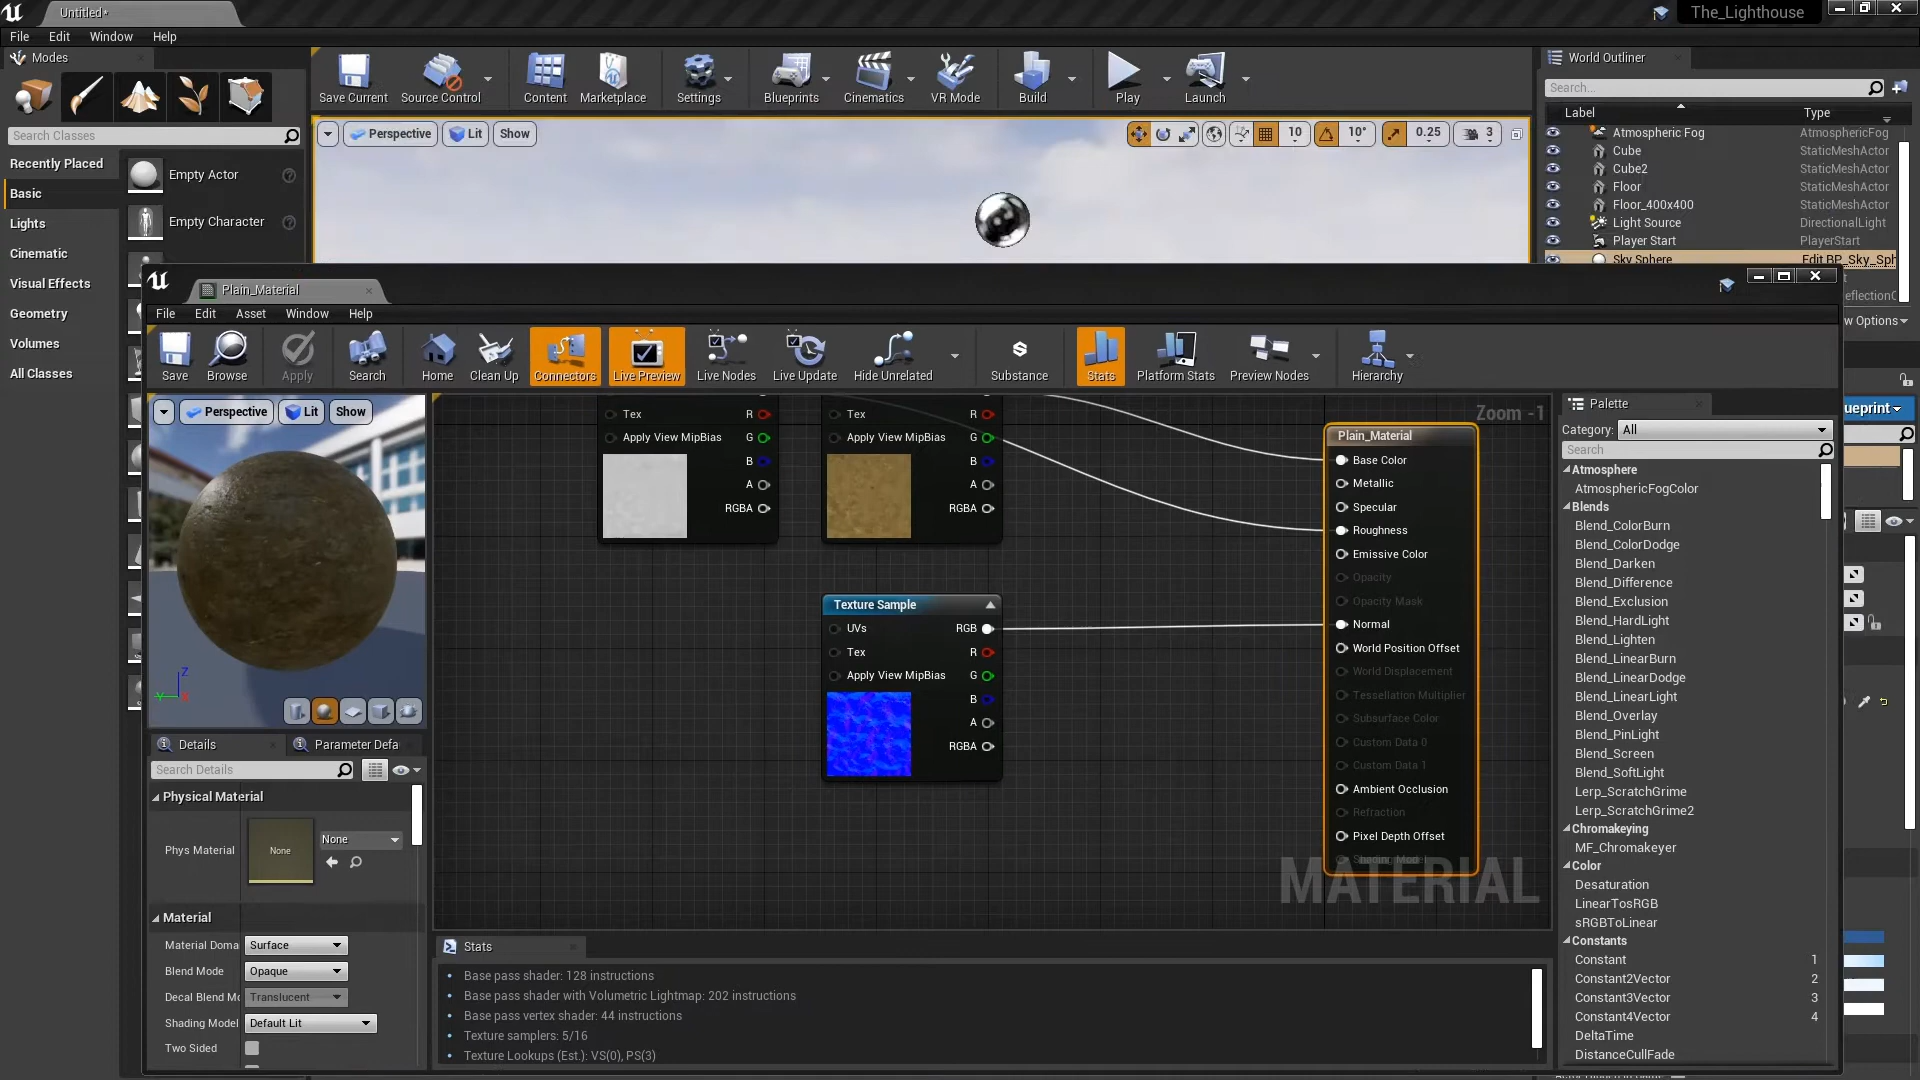 Untitled*
The_Lighthouse
File Edit Window Help
Modes
World Outliner
Save Current
Source Control
Content
Marketplace
Settings
Blueprints
Cinematics
VR Mode
Build
Play
Launch
Search...
Label
Type
Search Classes
Perspective
Lit
Show
10
10°
0.25
3
Recently Placed
Basic
Lights
Cinematic
Visual Effects
Geometry
Volumes
All Classes
Empty Actor
Empty Character
Atmospheric Fog AtmosphericFog
Cube StaticMeshActor
Cube2 StaticMeshActor
Floor StaticMeshActor
Floor_400x400 StaticMeshActor
Light Source DirectionalLight
Player Start PlayerStart
Sky Sphere Edit BP_Sky_Sph
w Options
ueprint
Plain_Material
File Edit Asset Window Help
Save
Browse
Apply
Search
Home
Clean Up
Connectors
Live Preview
Live Nodes
Live Update
Hide Unrelated
Substance
Stats
Platform Stats
Preview Nodes
Hierarchy
Perspective
Lit
Show
Z
Y
X
Tex R
Apply View MipBias G
B
A
RGBA
Tex R
Apply View MipBias G
B
A
RGBA
Zoom -1
Texture Sample
UVs RGB
Tex R
Apply View MipBias G
B
A
RGBA
Plain_Material
Base Color
Metallic
Specular
Roughness
Emissive Color
Opacity
Opacity Mask
Normal
World Position Offset
World Displacement
Tessellation Multiplier
Subsurface Color
Custom Data 0
Custom Data 1
Ambient Occlusion
Refraction
Pixel Depth Offset
Shading Model
MATERIAL
Palette
Category: All
Search
Atmosphere
AtmosphericFogColor
Blends
Blend_ColorBurn
Blend_ColorDodge
Blend_Darken
Blend_Difference
Blend_Exclusion
Blend_HardLight
Blend_Lighten
Blend_LinearBurn
Blend_LinearDodge
Blend_LinearLight
Blend_Overlay
Blend_PinLight
Blend_Screen
Blend_SoftLight
Lerp_ScratchGrime
Lerp_ScratchGrime2
Chromakeying
MF_Chromakeyer
Color
Desaturation
LinearTosRGB
sRGBToLinear
Constants
Constant 1
Constant2Vector 2
Constant3Vector 3
Constant4Vector 4
DeltaTime
DistanceCullFade
Details
Parameter Defa
Search Details
Physical Material
Phys Material
None
None
Material
Material Doma Surface
Blend Mode Opaque
Decal Blend Mo Translucent
Shading Model Default Lit
Two Sided
Stats
Base pass shader: 128 instructions
Base pass shader with Volumetric Lightmap: 202 instructions
Base pass vertex shader: 44 instructions
Texture samplers: 5/16
Texture Lookups (Est.): VS(0), PS(3)